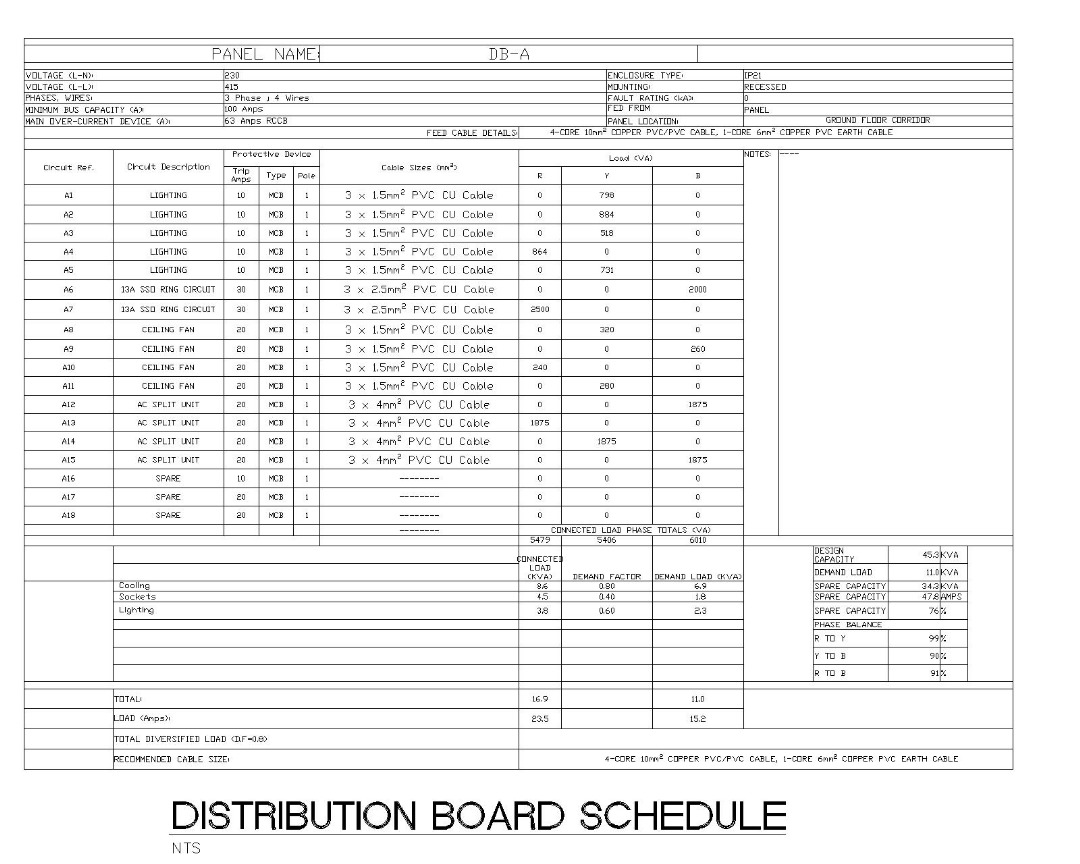 PANEL NAME: DB-A
VOLTAGE (L-N): 230 ENCLOSURE TYPE: IP21
VOLTAGE (L-L): 415 MOUNTING: RECESSED
PHASES, WIRES: 3 Phase ; 4 Wires FAULT RATING (kA): 0
MINIMUM BUS CAPACITY (A): 100 Amps FED FROM PANEL
MAIN OVER-CURRENT DEVICE (A): 63 Amps RCCB PANEL LOCATION: GROUND FLOOR CORRIDOR
FEED CABLE DETAILS: 4-CORE 10mm² COPPER PVC/PVC CABLE, 1-CORE 6mm² COPPER PVC EARTH CABLE
Circuit Ref. Circuit Description Protective Device Cable Sizes (mm²) Load (VA) NOTES: ----
Trip Amps Type Pole R Y B
A1 LIGHTING 10 MCB 1 3 x 1.5mm² PVC CU Cable 0 798 0
A2 LIGHTING 10 MCB 1 3 x 1.5mm² PVC CU Cable 0 884 0
A3 LIGHTING 10 MCB 1 3 x 1.5mm² PVC CU Cable 0 518 0
A4 LIGHTING 10 MCB 1 3 x 1.5mm² PVC CU Cable 864 0 0
A5 LIGHTING 10 MCB 1 3 x 1.5mm² PVC CU Cable 0 731 0
A6 13A SSO RING CIRCUIT 30 MCB 1 3 x 2.5mm² PVC CU Cable 0 0 2000
A7 13A SSO RING CIRCUIT 30 MCB 1 3 x 2.5mm² PVC CU Cable 2500 0 0
A8 CEILING FAN 20 MCB 1 3 x 1.5mm² PVC CU Cable 0 320 0
A9 CEILING FAN 20 MCB 1 3 x 1.5mm² PVC CU Cable 0 0 260
A10 CEILING FAN 20 MCB 1 3 x 1.5mm² PVC CU Cable 240 0 0
A11 CEILING FAN 20 MCB 1 3 x 1.5mm² PVC CU Cable 0 280 0
A12 AC SPLIT UNIT 20 MCB 1 3 x 4mm² PVC CU Cable 0 0 1875
A13 AC SPLIT UNIT 20 MCB 1 3 x 4mm² PVC CU Cable 1875 0 0
A14 AC SPLIT UNIT 20 MCB 1 3 x 4mm² PVC CU Cable 0 1875 0
A15 AC SPLIT UNIT 20 MCB 1 3 x 4mm² PVC CU Cable 0 0 1875
A16 SPARE 10 MCB 1 -------- 0 0 0
A17 SPARE 20 MCB 1 -------- 0 0 0
A18 SPARE 20 MCB 1 -------- 0 0 0
-------- CONNECTED LOAD PHASE TOTALS (VA)
5479 5406 6010
CONNECTED LOAD (KVA) DEMAND FACTOR DEMAND LOAD (KVA)
Cooling 8.6 0.80 6.9
Sockets 4.5 0.40 1.8
Lighting 3.8 0.60 2.3
DESIGN CAPACITY 45.3 KVA
DEMAND LOAD 11.0 KVA
SPARE CAPACITY 34.3 KVA
SPARE CAPACITY 47.8 AMPS
SPARE CAPACITY 76 %
PHASE BALANCE
R TO Y 99 %
Y TO B 90 %
R TO B 91 %
TOTAL: 16.9 11.0
LOAD (Amps): 23.5 15.2
TOTAL DIVERSIFIED LOAD (D.F=0.8)
RECOMMENDED CABLE SIZE: 4-CORE 10mm² COPPER PVC/PVC CABLE, 1-CORE 6mm² COPPER PVC EARTH CABLE
DISTRIBUTION BOARD SCHEDULE
NTS